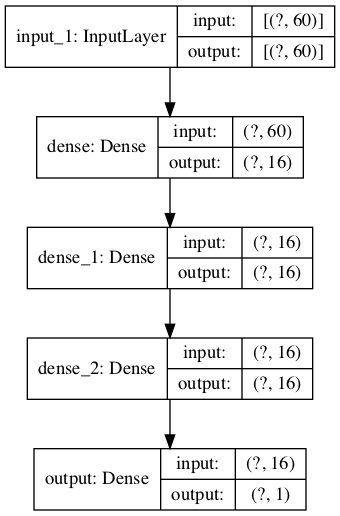 input_1: InputLayer
input: [(?, 60)]
output: [(?, 60)]
dense: Dense
input: (?, 60)
output: (?, 16)
dense_1: Dense
input: (?, 16)
output: (?, 16)
dense_2: Dense
input: (?, 16)
output: (?, 16)
output: Dense
input: (?, 16)
output: (?, 1)